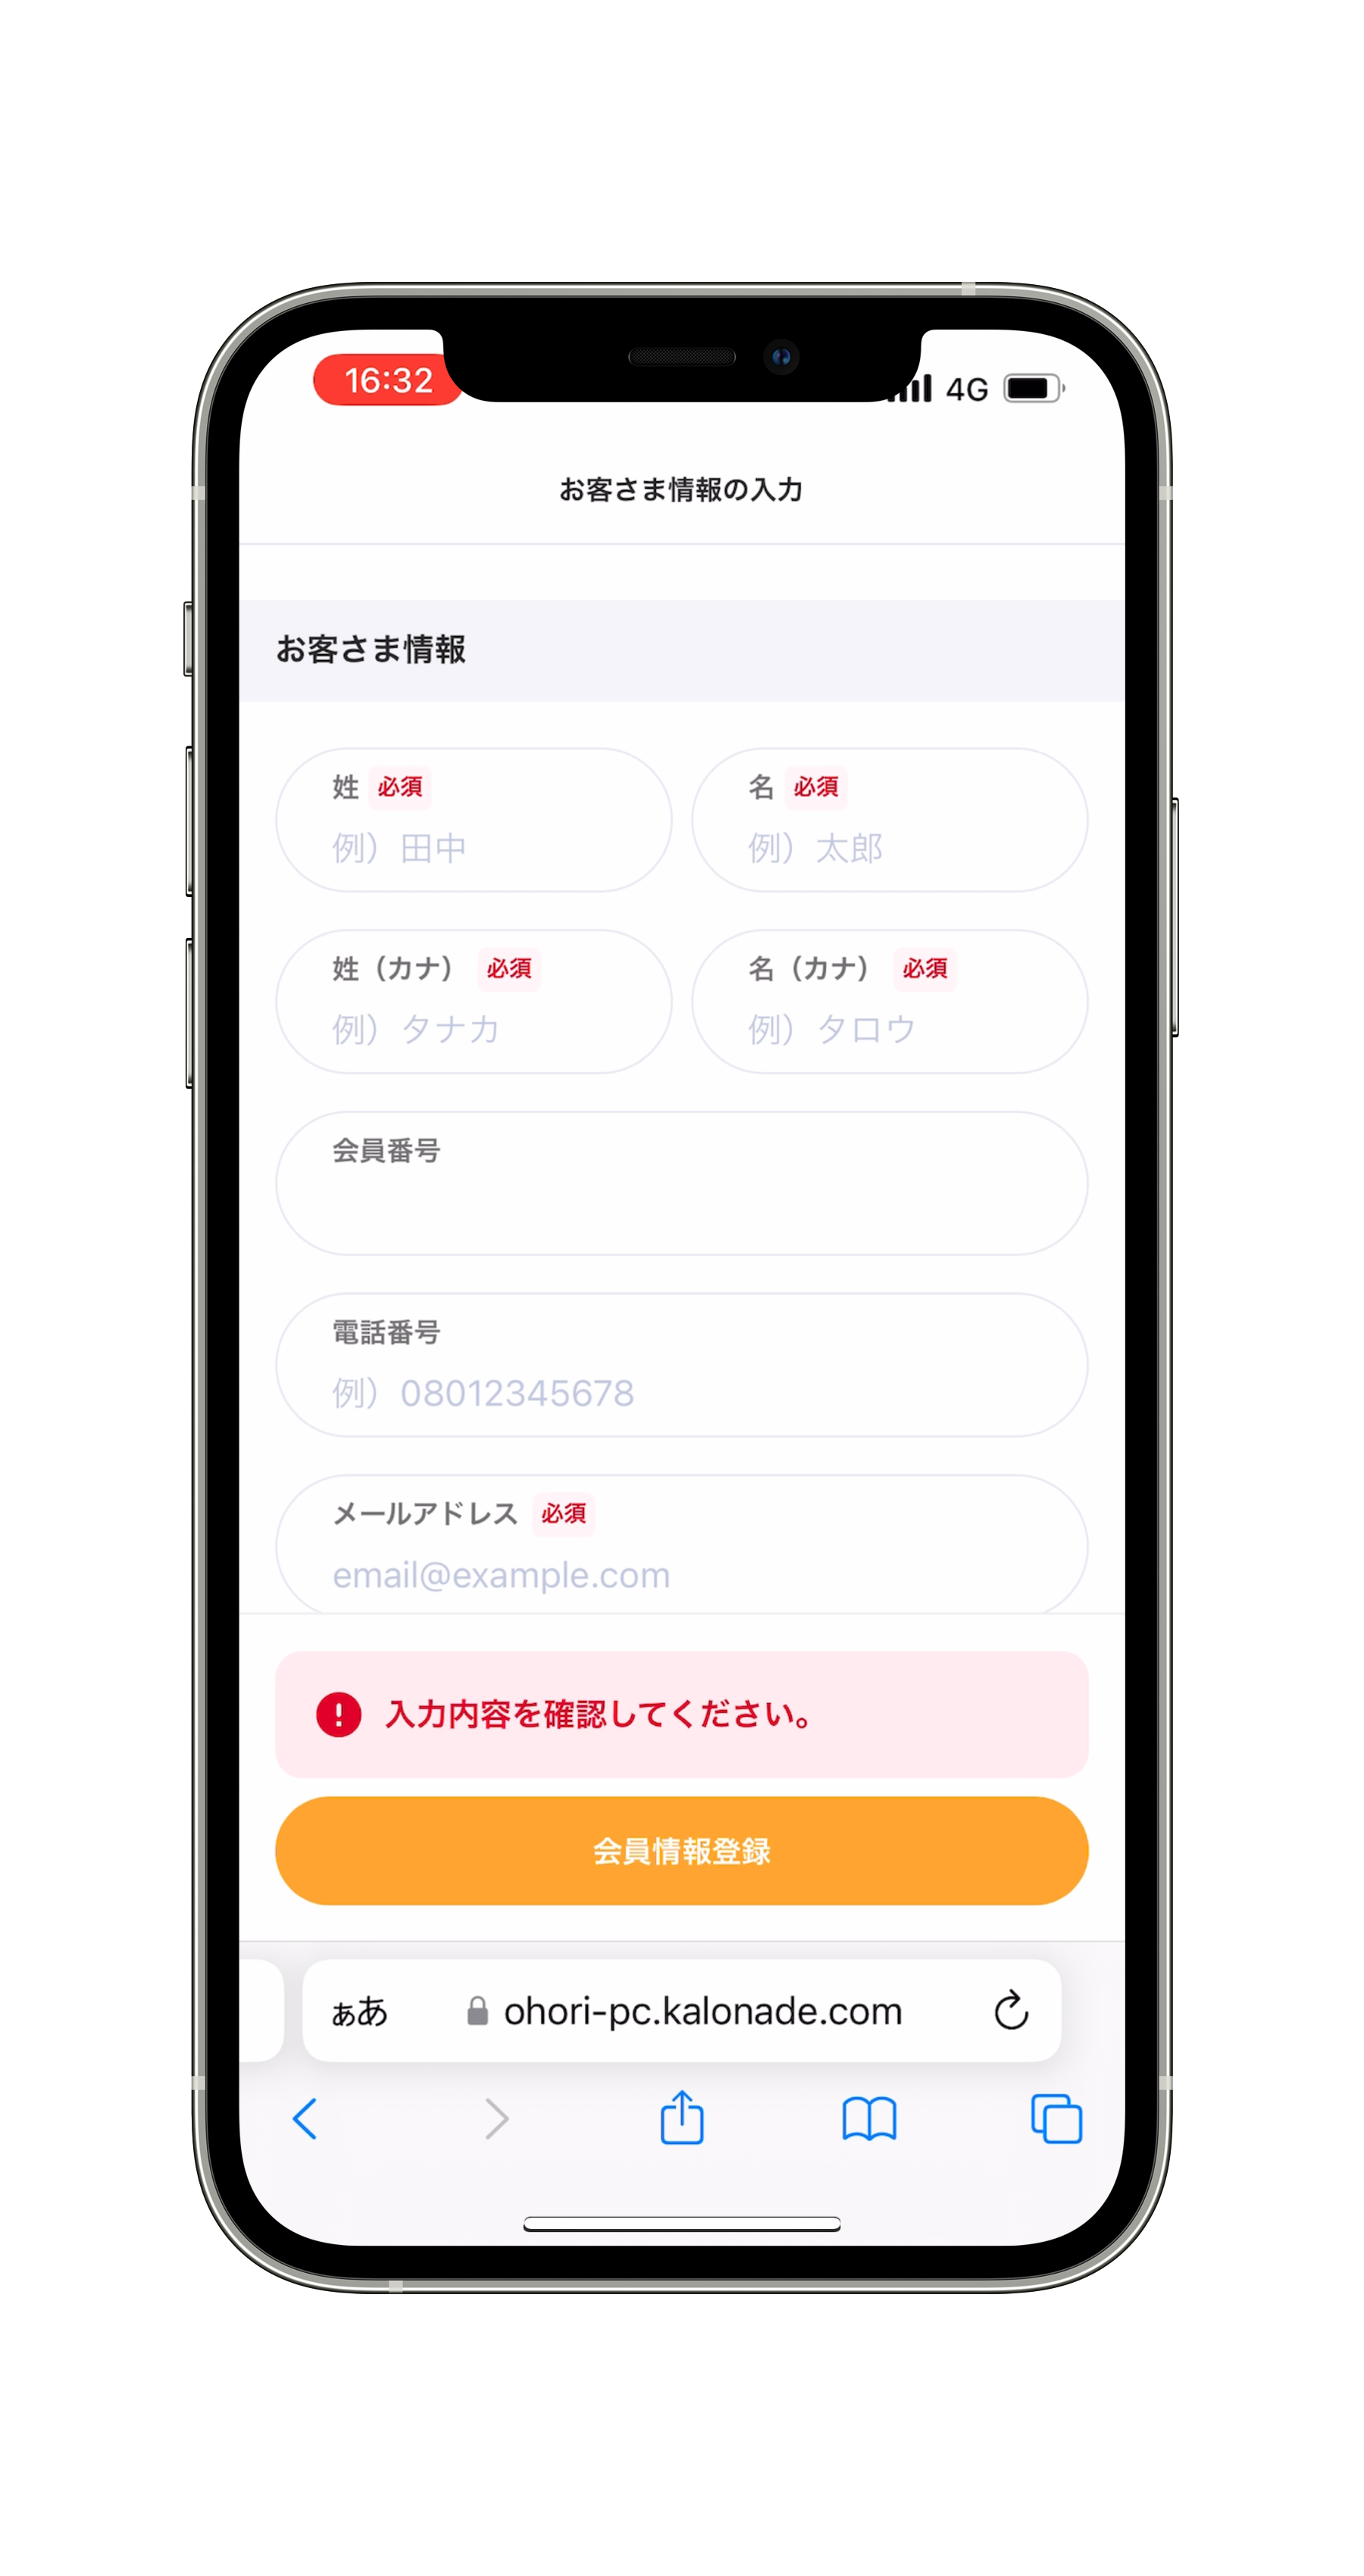 16:32 4G
お客さま情報の入力
お客さま情報
姓 必須 名 必須
例）田中 例）太郎
姓（カナ） 必須 名（カナ） 必須
例）タナカ 例）タロウ
会員番号
電話番号
例）08012345678
メールアドレス 必須
email@example.com
入力内容を確認してください。
会員情報登録
ぁあ ohori-pc.kalonade.com